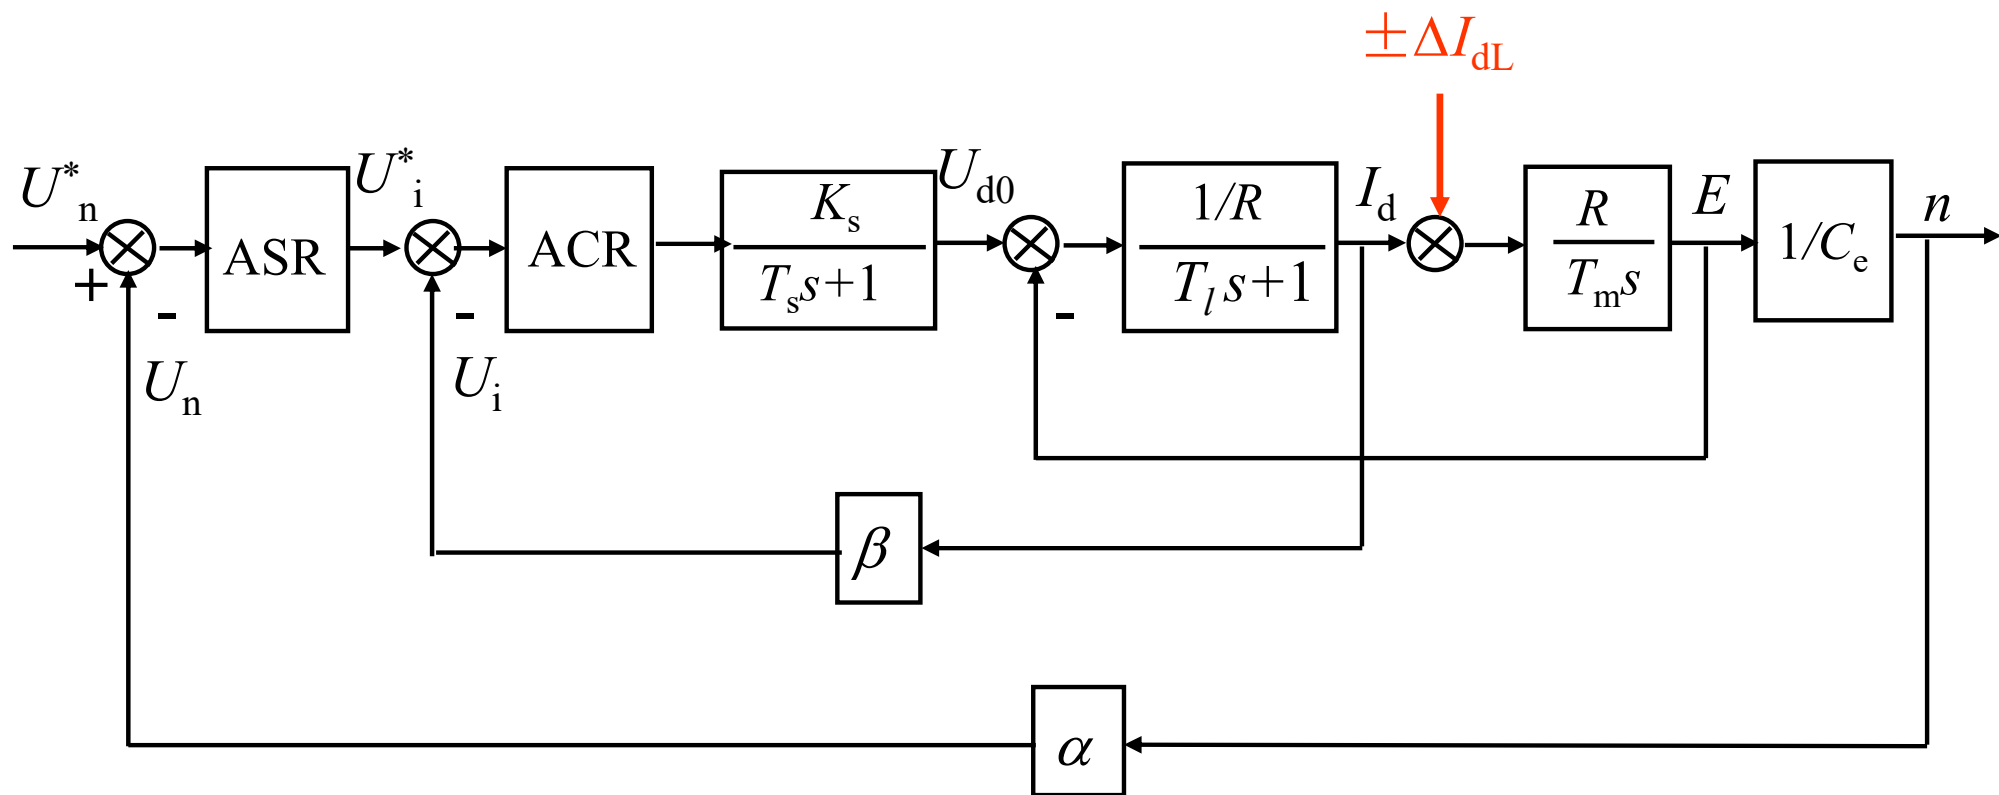 ±ΔI_dL
U*_n
+
-
U_n
ASR
U*_i
-
U_i
ACR
K_s
T_s s+1
U_d0
-
1/R
T_l s+1
I_d
R
T_m s
E
1/C_e
n
β
α